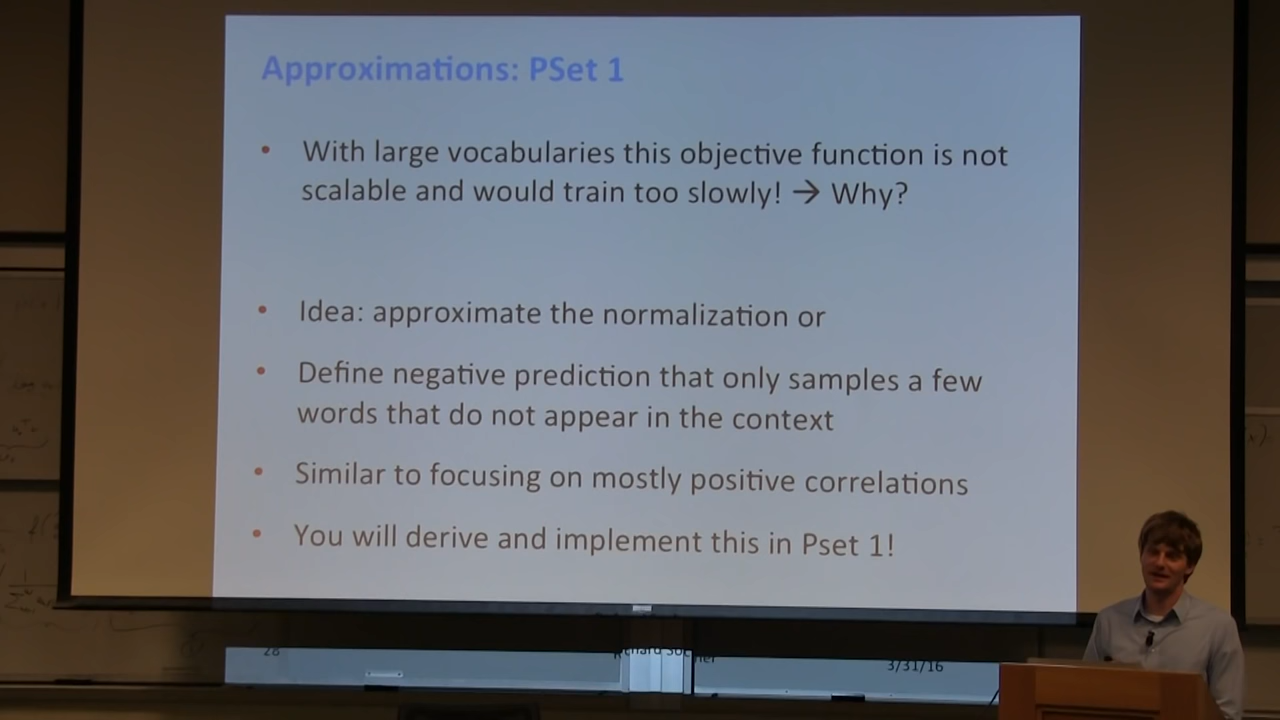 Approximations: PSet 1
• With large vocabularies this objective function is not
scalable and would train too slowly! → Why?
• Idea: approximate the normalization or
• Define negative prediction that only samples a few
words that do not appear in the context
• Similar to focusing on mostly positive correlations
• You will derive and implement this in Pset 1!
28
Richard Socher
3/31/16